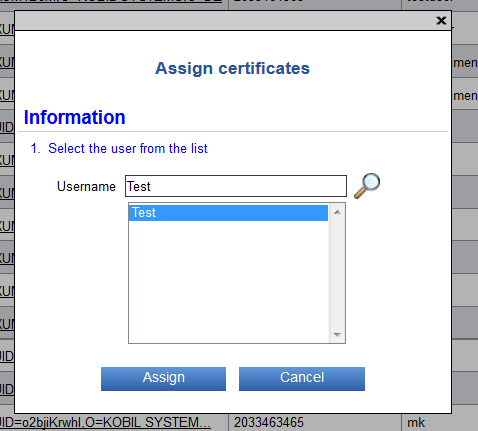 Assign certificates
Information
1. Select the user from the list
Username Test
Test
Assign Cancel
UID=o2bjiKrwhI,O=KOBIL SYSTEM... 2033463465 mk